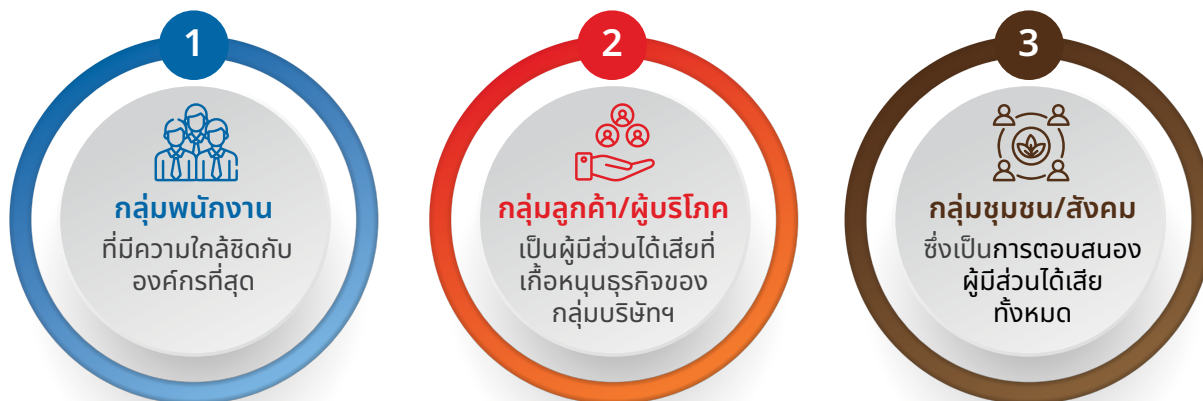 1
กลุ่มพนักงาน
ที่มีความใกล้ชิดกับ
องค์กรที่สุด
2
กลุ่มลูกค้า/ผู้บริโภค
เป็นผู้มีส่วนได้เสียที่
เกื้อหนุนธุรกิจของ
กลุ่มบริษัทฯ
3
กลุ่มชุมชน/สังคม
ซึ่งเป็นการตอบสนอง
ผู้มีส่วนได้เสีย
ทั้งหมด